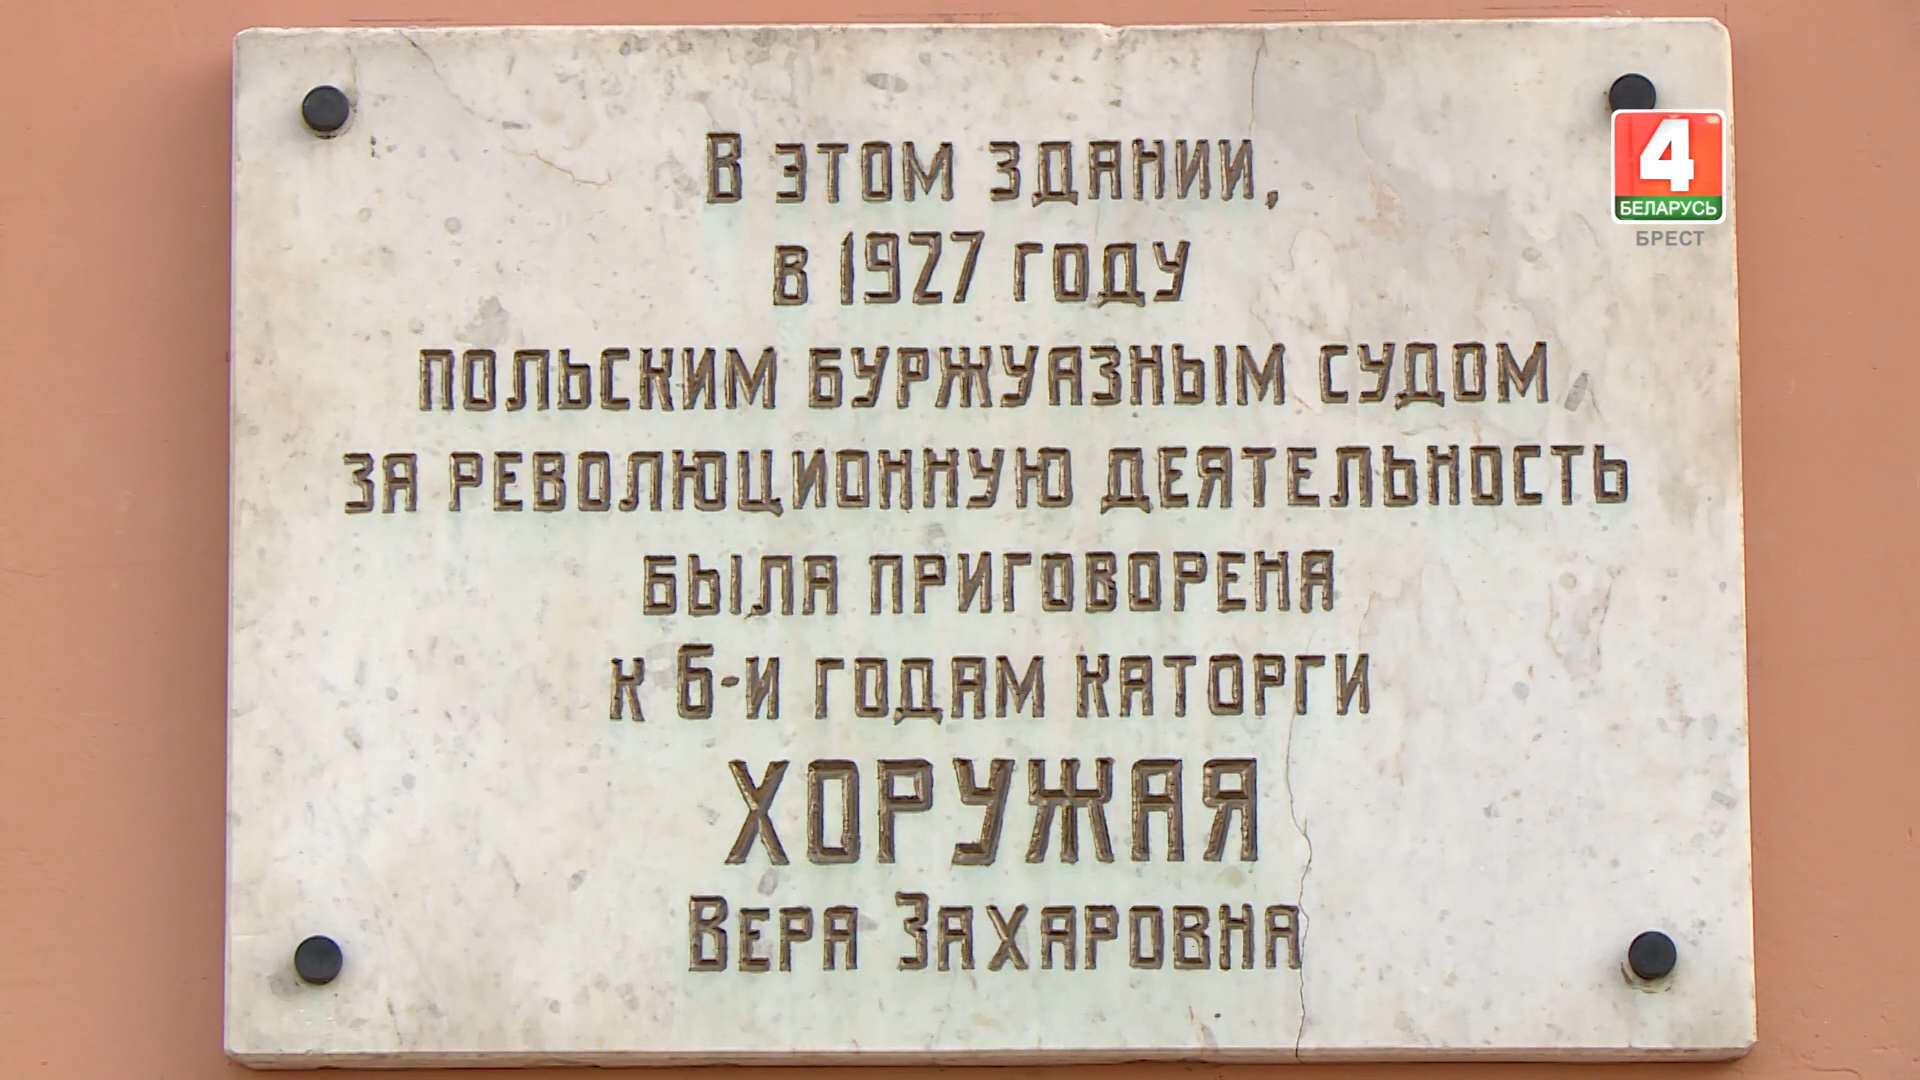 В этом здании,
в 1927 году
польским буржуазным судом
за революционную деятельность
была приговорена
к 6-и годам каторги
ХОРУЖАЯ
Вера Захаровна
4
БЕЛАРУСЬ
БРЕСТ